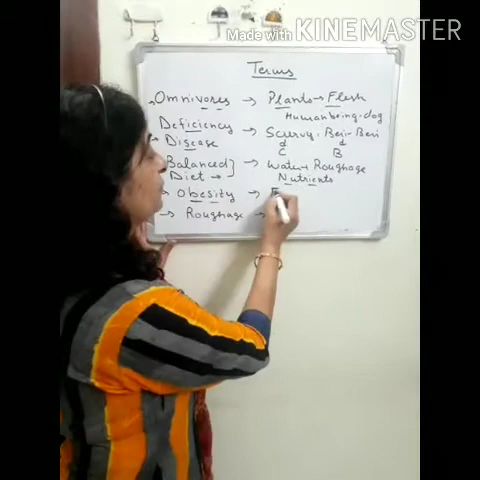 Made with KINEMASTER
Terms
Omnivores → Plants → Flesh
Human being - dog
Deficiency → Scurvy. Beri-Beri
Disease C B
Balanced } → Water + Roughage
Diet → Nutrients
Obesity →
→ Roughage →